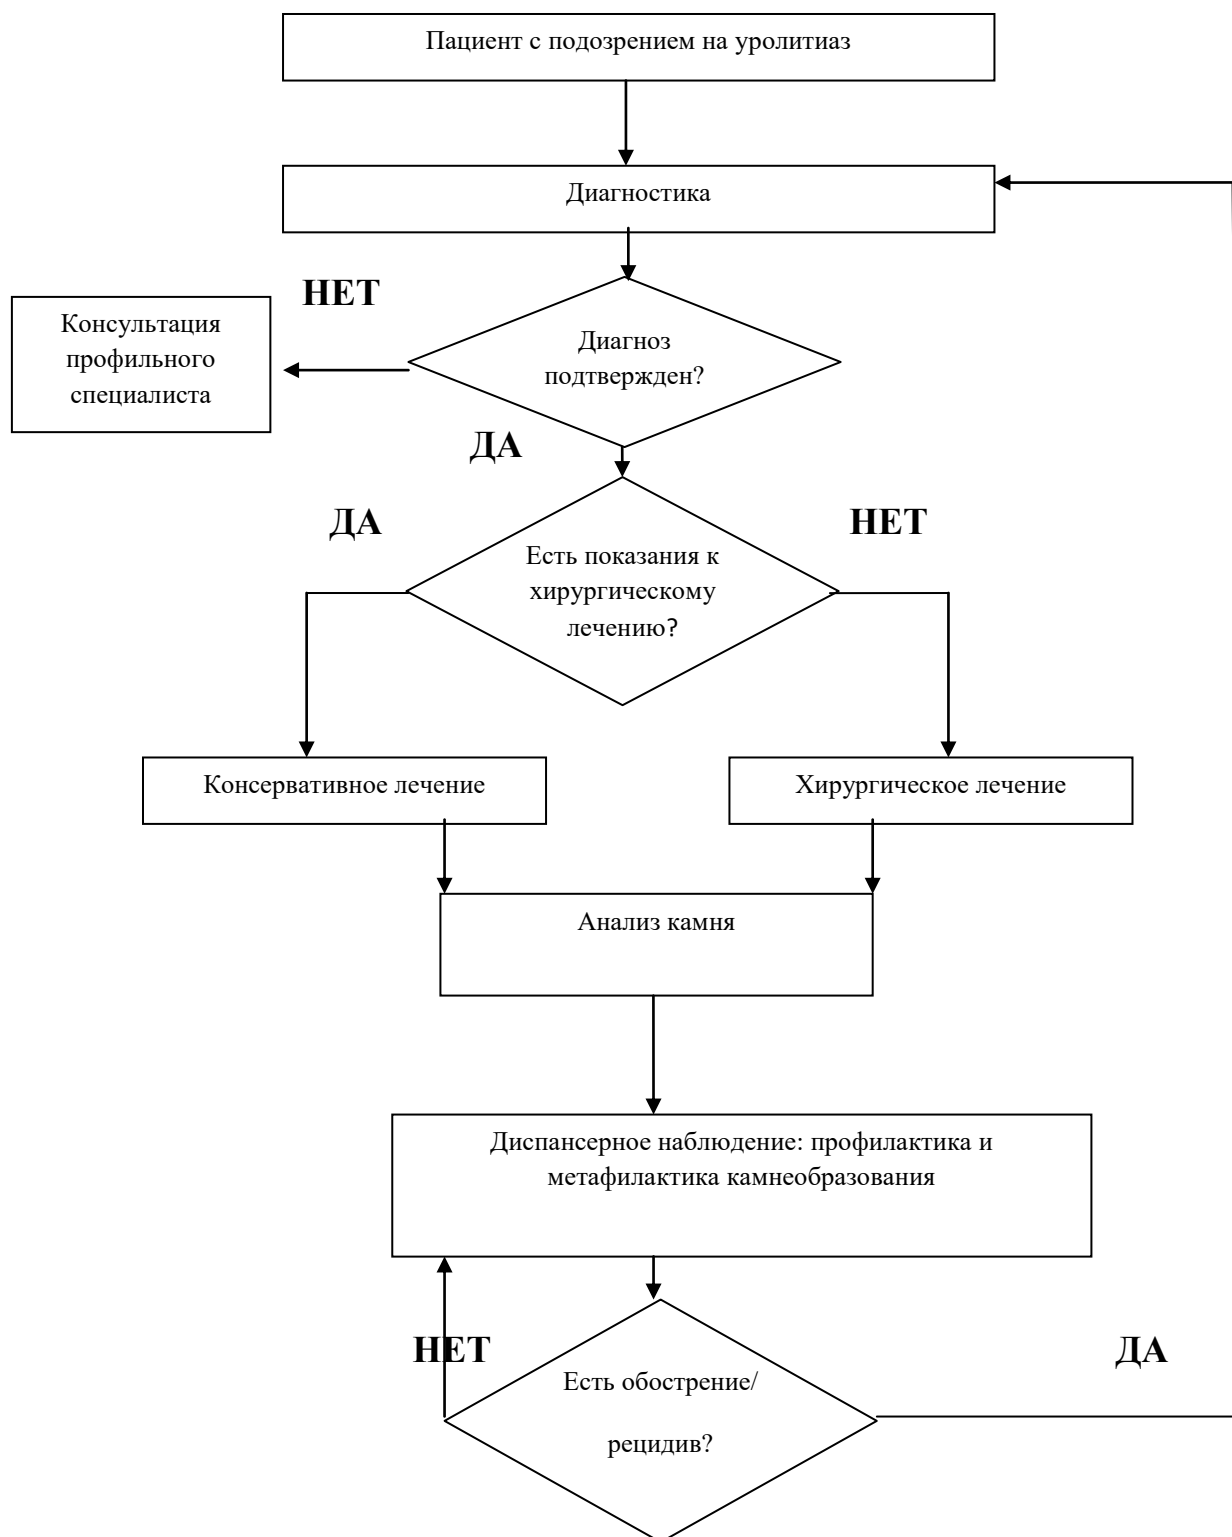 Пациент с подозрением на уролитиаз
Диагностика
НЕТ
Консультация
профильного
специалиста
Диагноз
подтвержден?
ДА
ДА
НЕТ
Есть показания к
хирургическому
лечению?
Консервативное лечение
Хирургическое лечение
Анализ камня
Диспансерное наблюдение: профилактика и
метафилактика камнеобразования
НЕТ
ДА
Есть обострение/
рецидив?